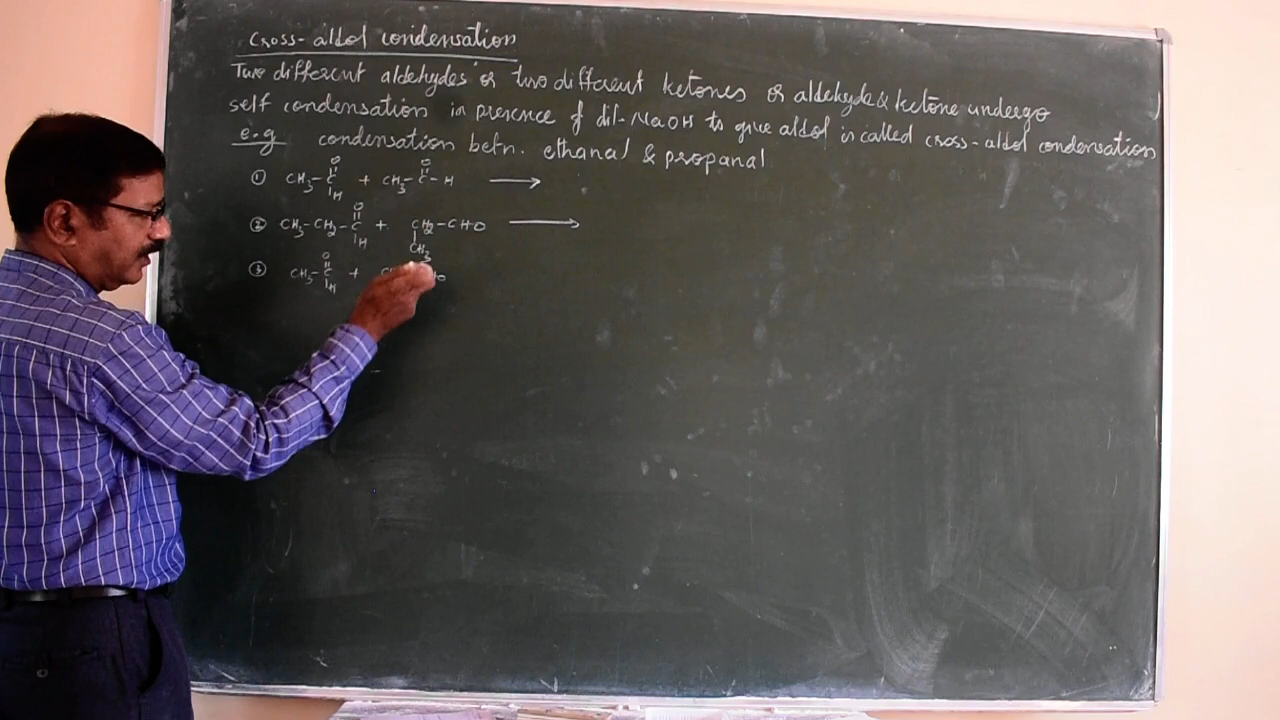 Cross-aldol condensation
Two different aldehydes or two different ketones or aldehyde & ketone undergo
self condensation in presence of dil-NaOH to give aldol is called cross-aldol condensation
e.g condensation betn. ethanal & propanal
① CH3-C(=O)-H + CH3-C(=O)-H →
② CH3-CH2-C(=O)-H + CH2(-CH3)-CHO →
③ CH3-C(=O)-H +